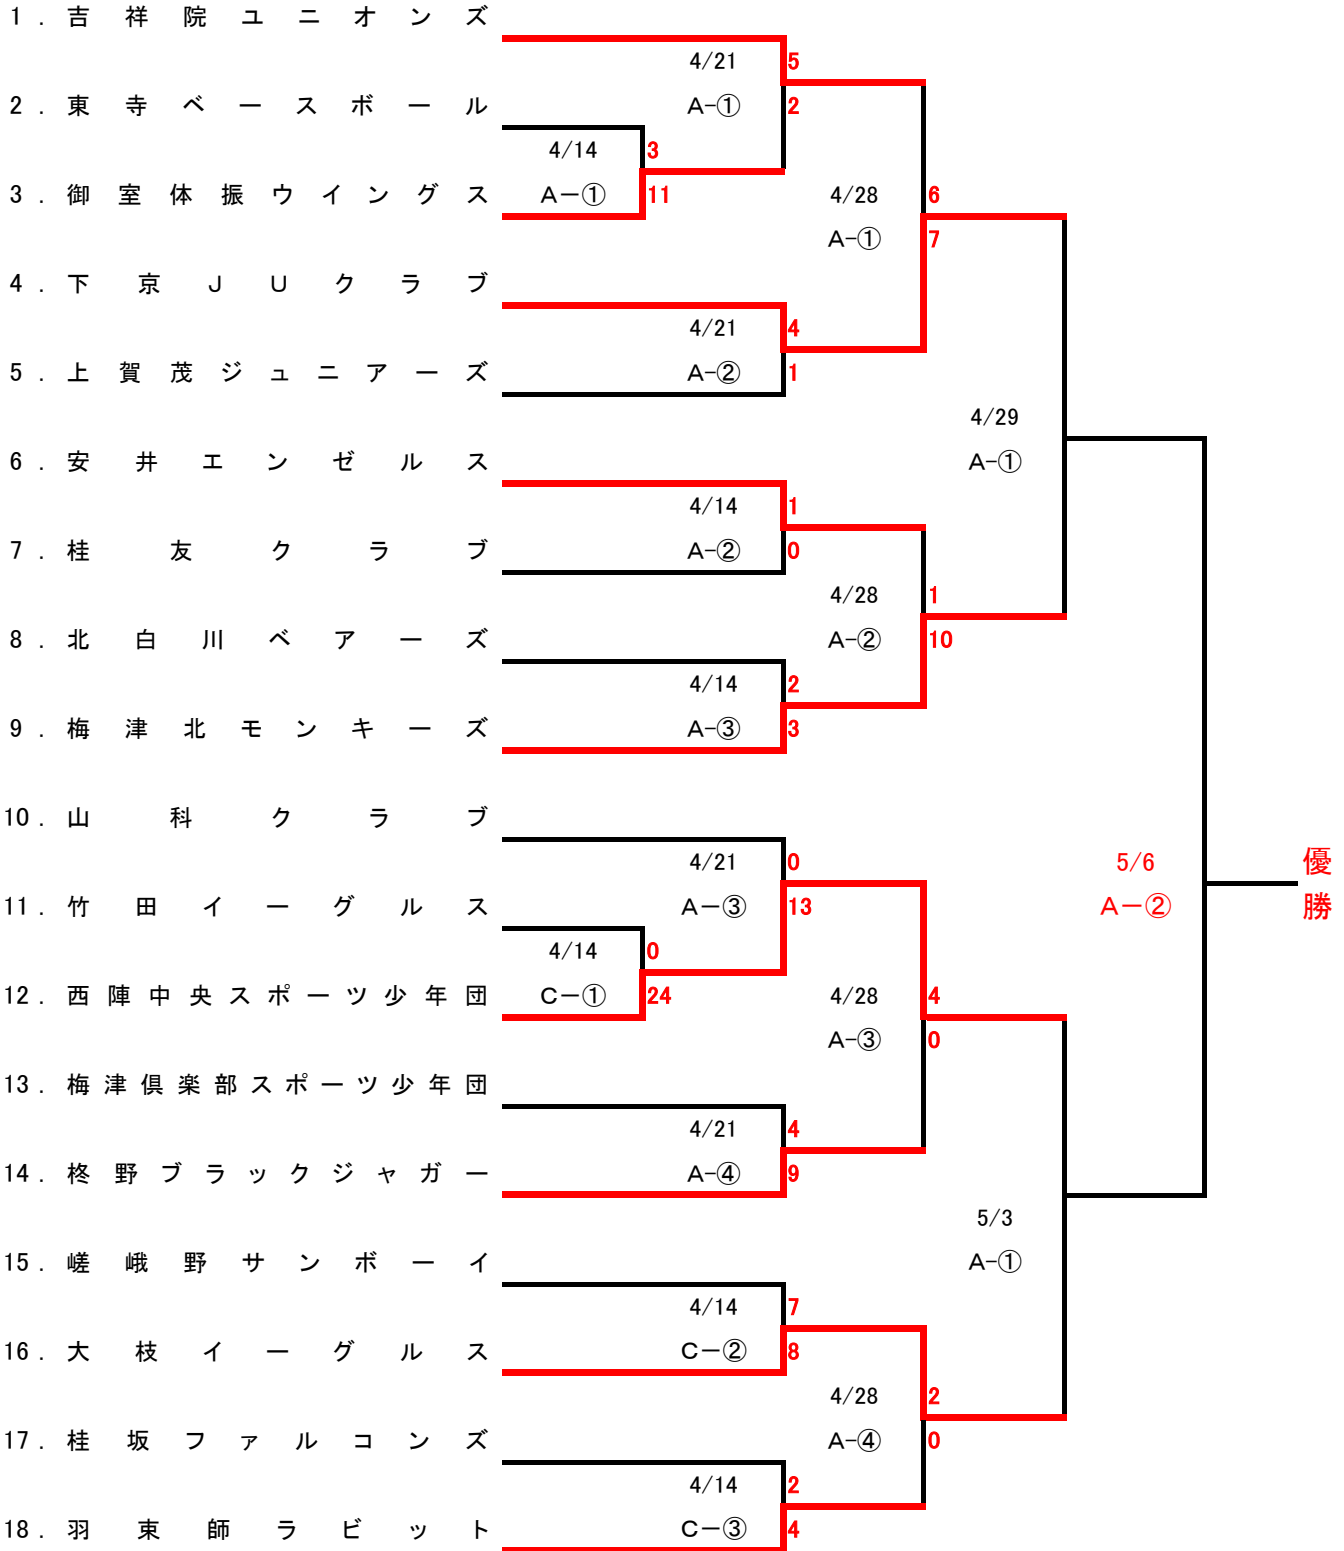 1. 吉祥院ユニオンズ
4/21 5
2. 東寺ベースボール A-① 2
4/14 3
3. 御室体振ウイングス A－① 11 4/28 6
A-① 7
4. 下京ＪＵクラブ
4/21 4
5. 上賀茂ジュニアーズ A-② 1
4/29
6. 安井エンゼルス A-①
4/14 1
7. 桂友クラブ A-② 0
4/28 1
8. 北白川ベアーズ A-② 10
4/14 2
9. 梅津北モンキーズ A-③ 3
10. 山科クラブ
4/21 0 5/6 優
11. 竹田イーグルス A－③ 13 A－② 勝
4/14 0
12. 西陣中央スポーツ少年団 C－① 24 4/28 4
A-③ 0
13. 梅津倶楽部スポーツ少年団
4/21 4
14. 柊野ブラックジャガー A-④ 9
5/3
15. 嵯峨野サンボーイ A-①
4/14 7
16. 大枝イーグルス C－② 8
4/28 2
17. 桂坂ファルコンズ A-④ 0
4/14 2
18. 羽束師ラビット C－③ 4